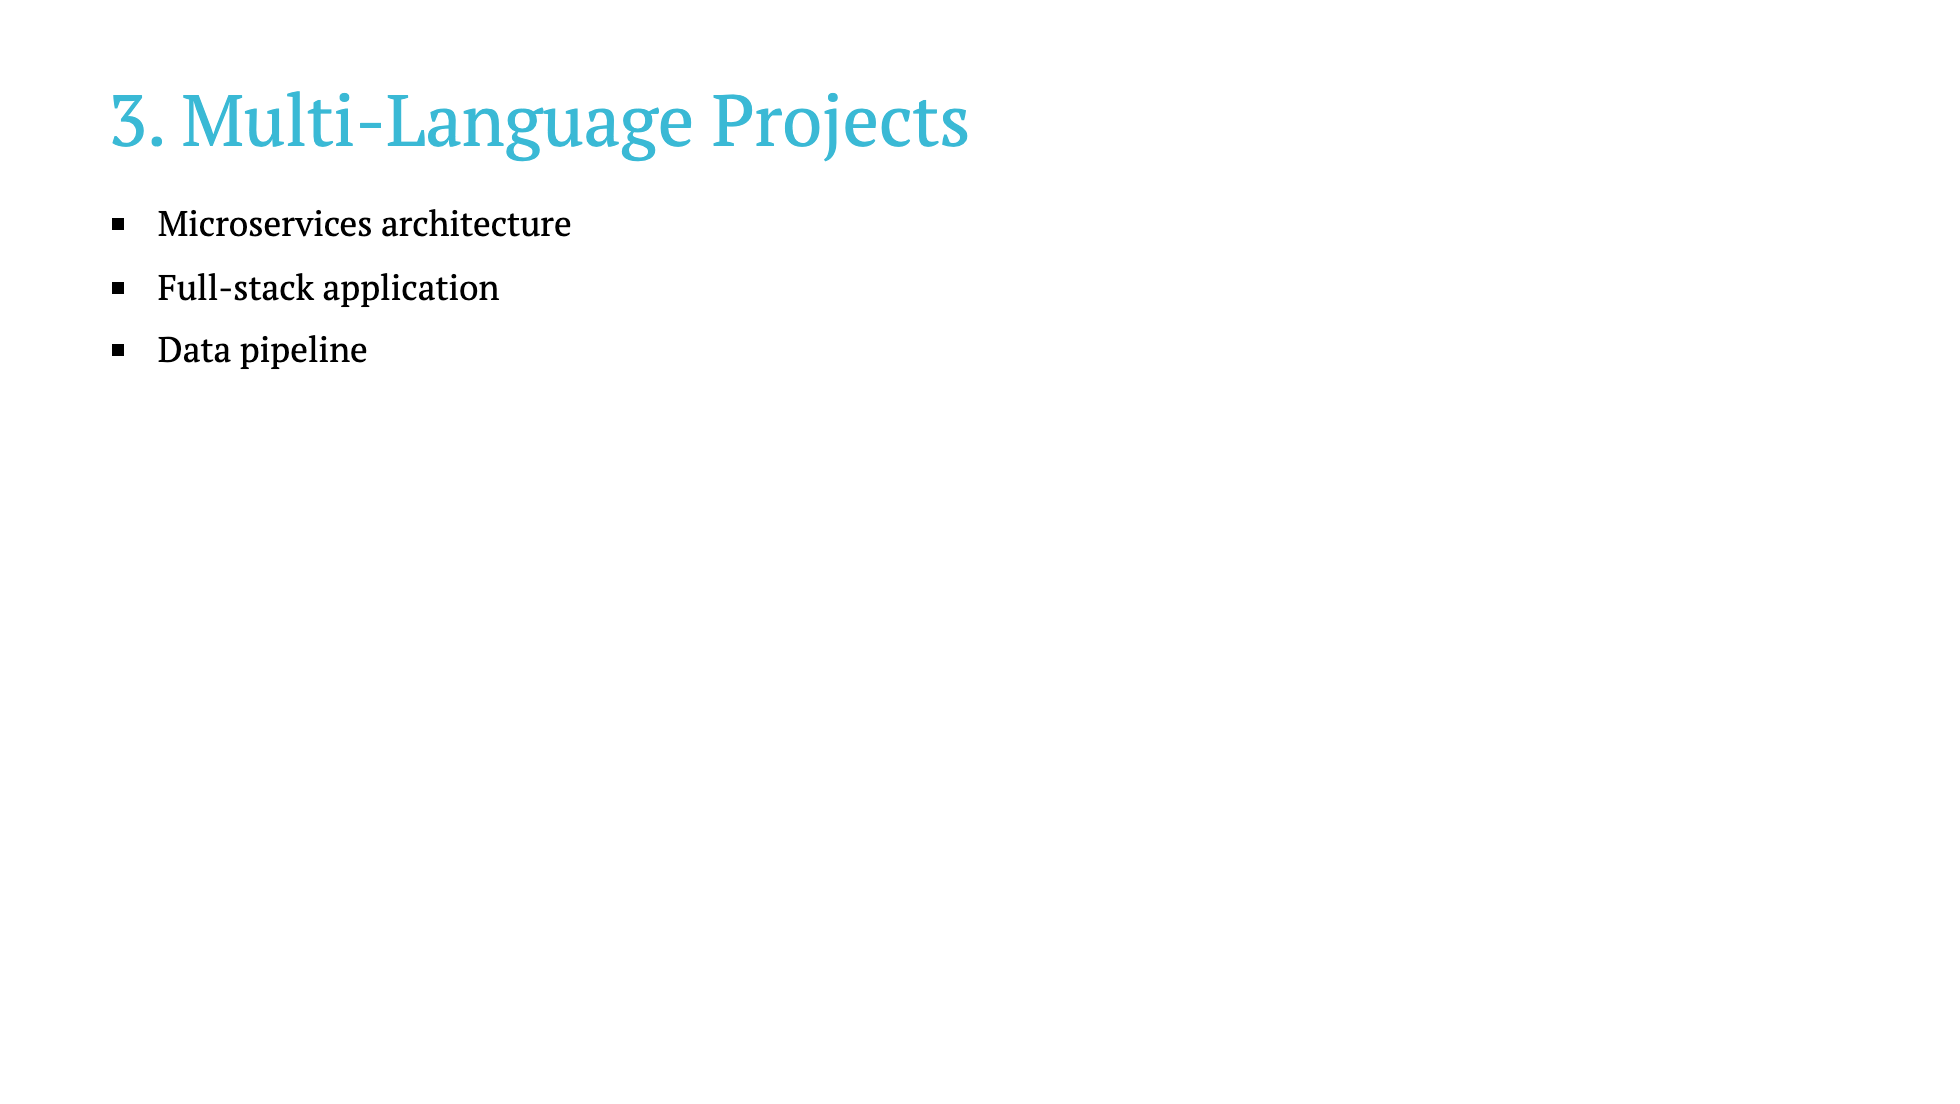 3. Multi-Language Projects
▪ Microservices architecture
▪ Full-stack application
▪ Data pipeline